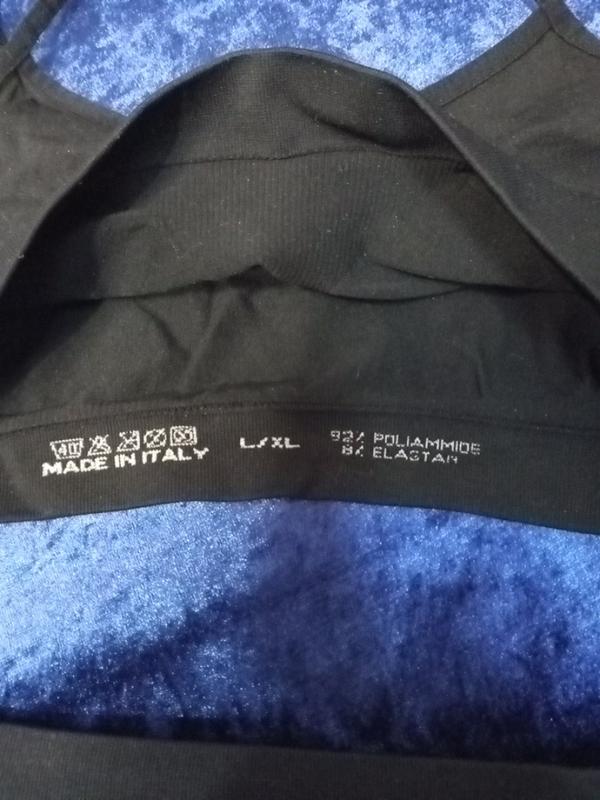 40
MADE IN ITALY
L/XL
92% POLIAMMIDE
8% ELASTAN